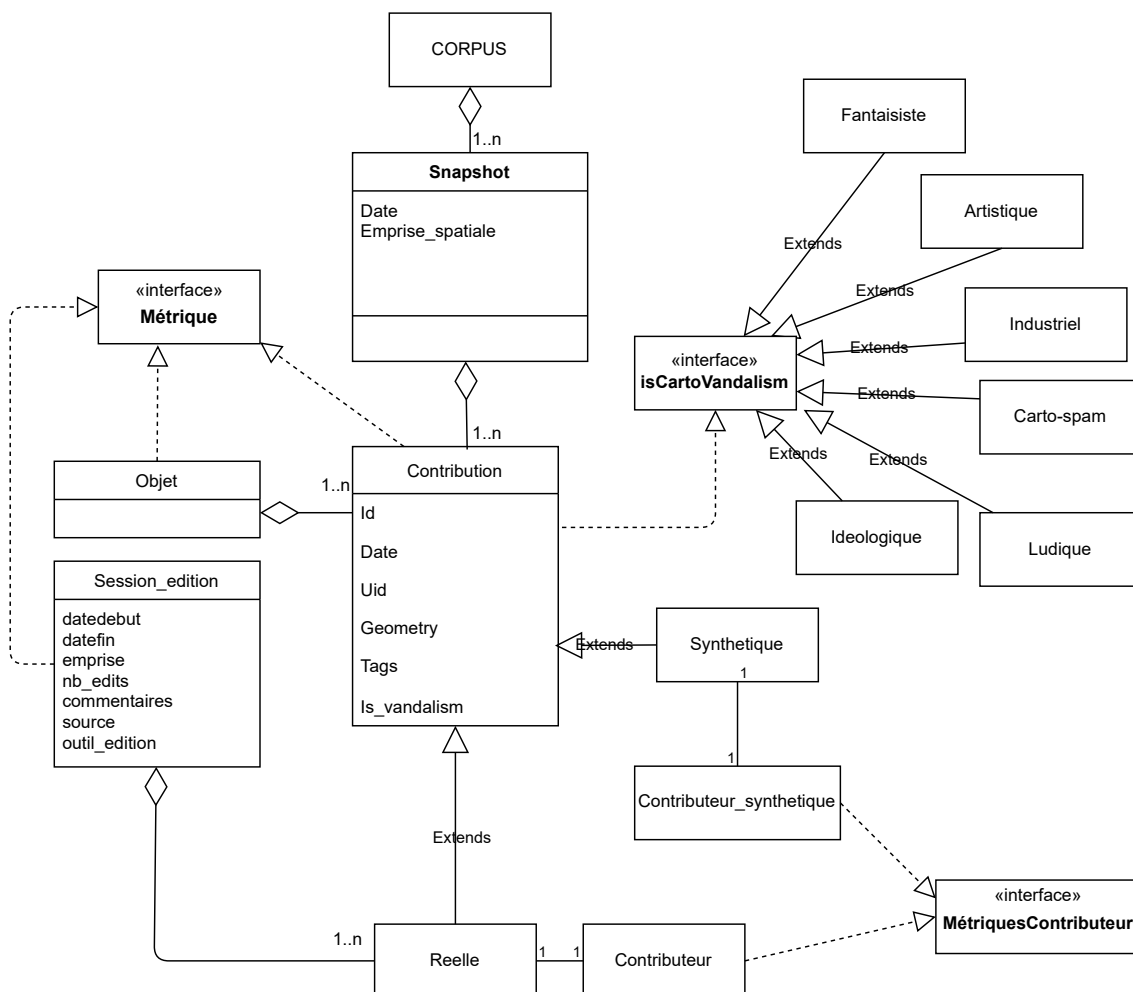 CORPUS
1..n
Snapshot
Date
Emprise_spatiale
1..n
Fantaisiste
Extends
Artistique
Extends
Industriel
Extends
Carto-spam
Extends
Ludique
Extends
Ideologique
Extends
«interface»
isCartoVandalism
«interface»
Métrique
Objet
1..n
Contribution
Id
Date
Uid
Geometry
Tags
Is_vandalism
Session_edition
datedebut
datefin
emprise
nb_edits
commentaires
source
outil_edition
Extends
Synthetique
1
1
Contributeur_synthetique
Extends
1..n
Reelle
1
1
Contributeur
«interface»
MétriquesContributeur